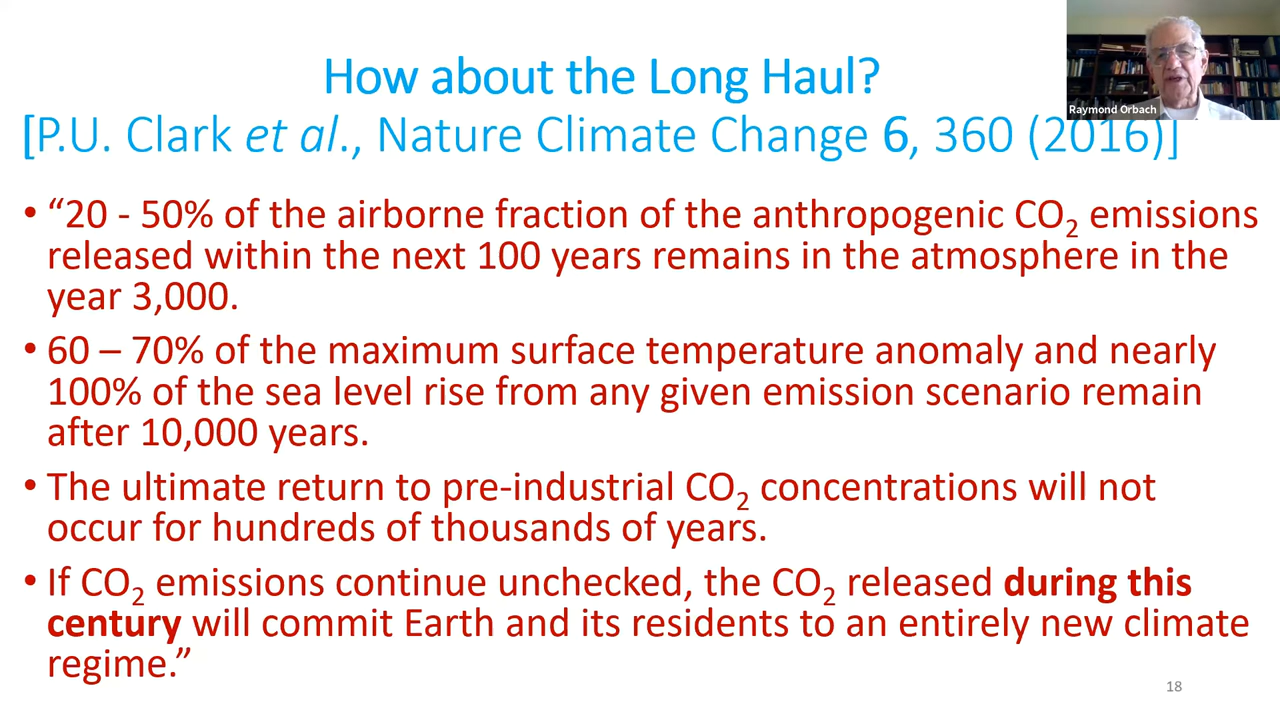 How about the Long Haul?
Raymond Orbach
[P.U. Clark et al., Nature Climate Change 6, 360 (2016)]
• “20 - 50% of the airborne fraction of the anthropogenic CO₂ emissions
released within the next 100 years remains in the atmosphere in the
year 3,000.
• 60 – 70% of the maximum surface temperature anomaly and nearly
100% of the sea level rise from any given emission scenario remain
after 10,000 years.
• The ultimate return to pre-industrial CO₂ concentrations will not
occur for hundreds of thousands of years.
• If CO₂ emissions continue unchecked, the CO₂ released during this
century will commit Earth and its residents to an entirely new climate
regime.”
18